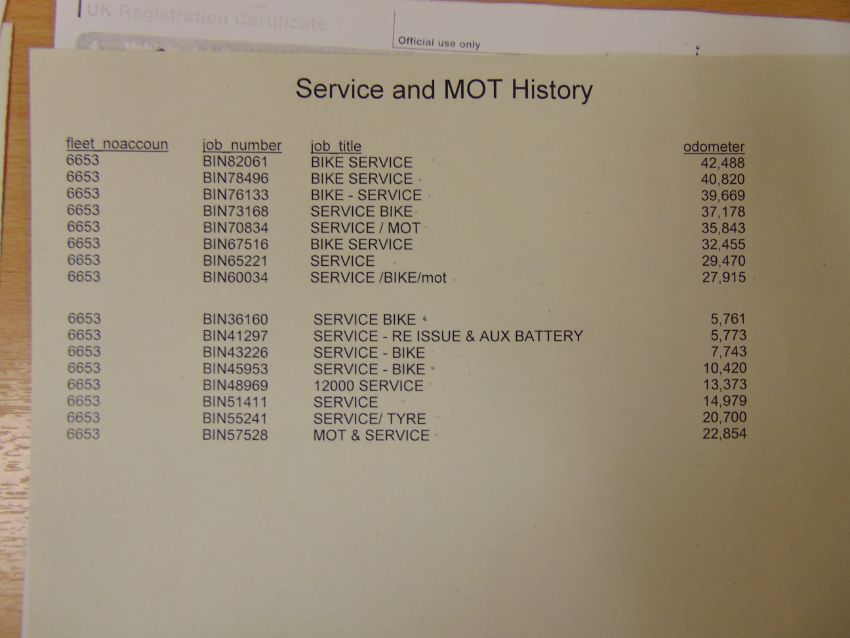 UK Registration Certificate
Official use only
Service and MOT History
fleet_noaccoun job_number job_title odometer
6653 BIN82061 BIKE SERVICE 42,488
6653 BIN78496 BIKE SERVICE 40,820
6653 BIN76133 BIKE - SERVICE 39,669
6653 BIN73168 SERVICE BIKE 37,178
6653 BIN70834 SERVICE / MOT 35,843
6653 BIN67516 BIKE SERVICE 32,455
6653 BIN65221 SERVICE 29,470
6653 BIN60034 SERVICE /BIKE/mot 27,915
6653 BIN36160 SERVICE BIKE 5,761
6653 BIN41297 SERVICE - RE ISSUE & AUX BATTERY 5,773
6653 BIN43226 SERVICE - BIKE 7,743
6653 BIN45953 SERVICE - BIKE 10,420
6653 BIN48969 12000 SERVICE 13,373
6653 BIN51411 SERVICE 14,979
6653 BIN55241 SERVICE/ TYRE 20,700
6653 BIN57528 MOT & SERVICE 22,854